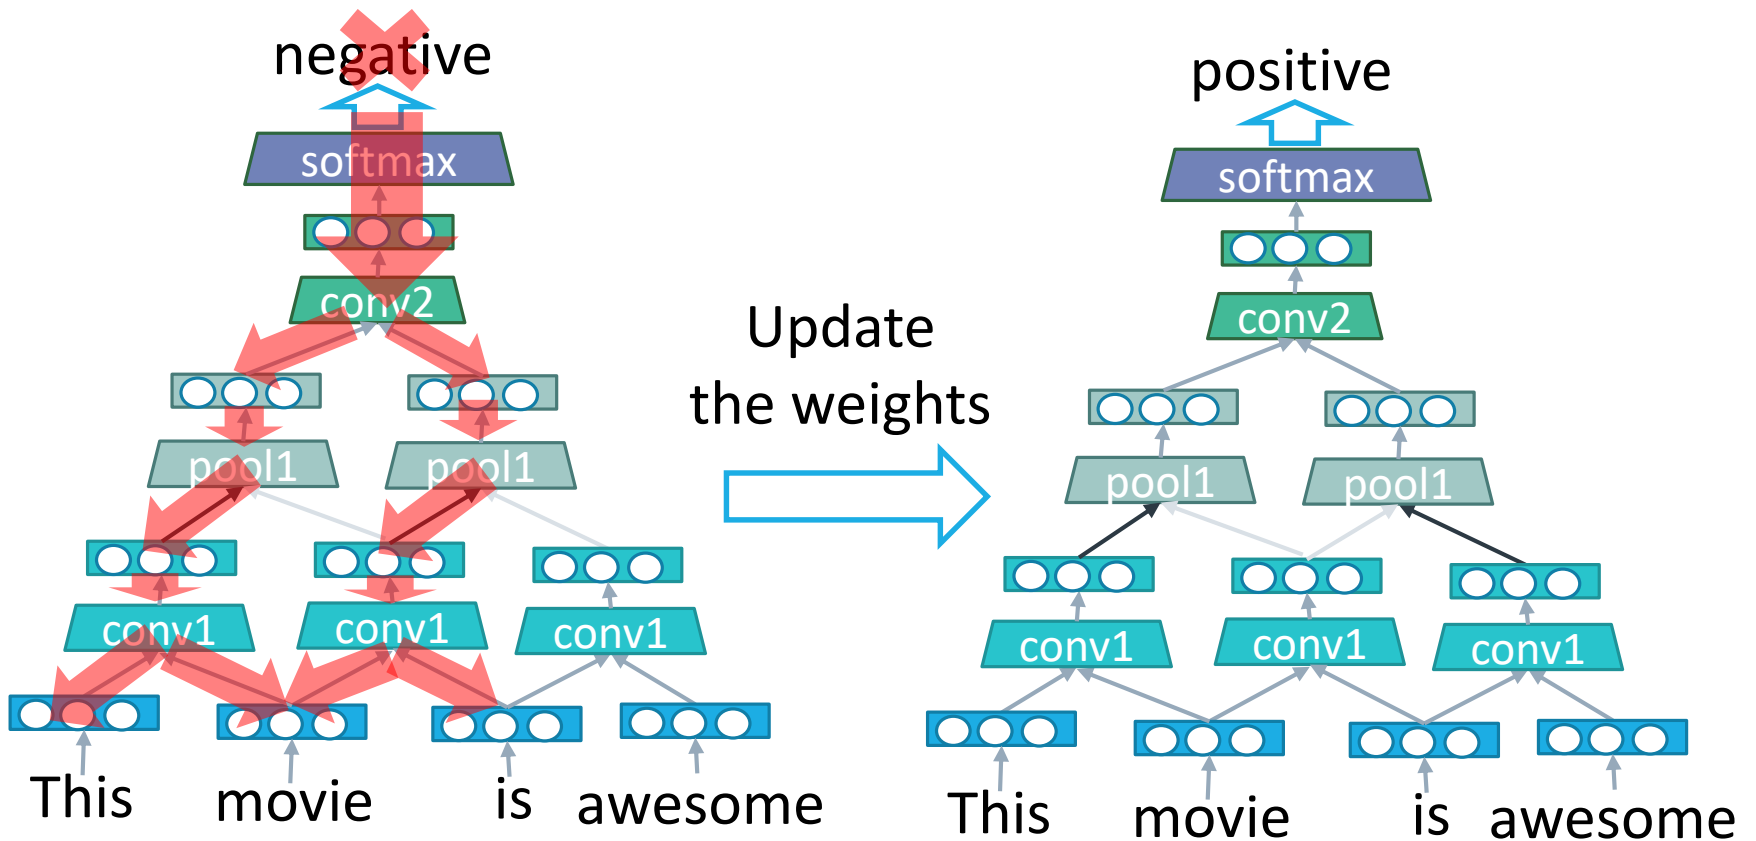 negative
softmax
conv2
pool1 pool1
conv1 conv1 conv1
This movie is awesome
Update
the weights
positive
softmax
conv2
pool1 pool1
conv1 conv1 conv1
This movie is awesome